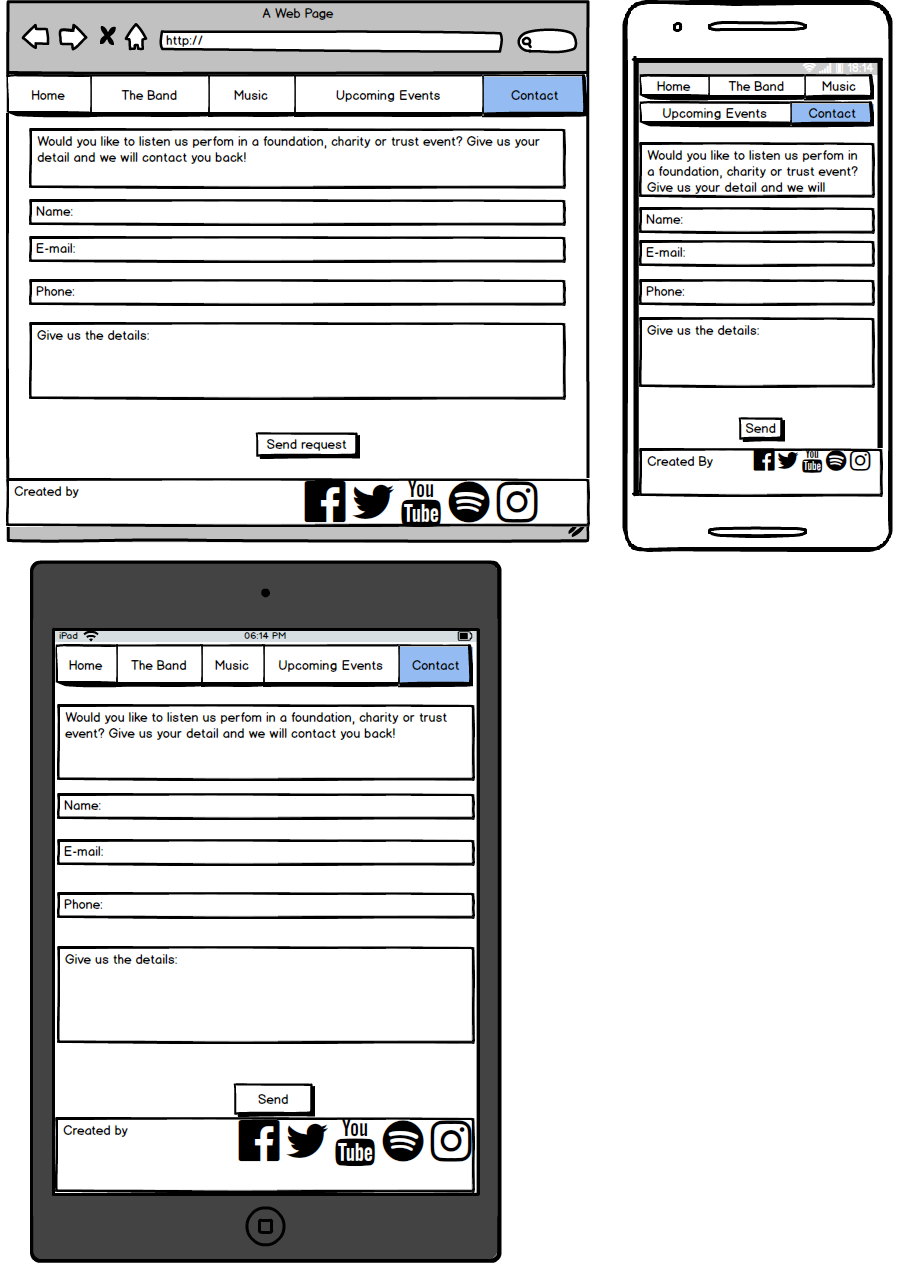 A Web Page
http://
Home The Band Music Upcoming Events Contact
Would you like to listen us perfom in a foundation, charity or trust event? Give us your
detail and we will contact you back!
Name:
E-mail:
Phone:
Give us the details:
Send request
Created by
You
Tube
18:14
Home The Band Music
Upcoming Events Contact
Would you like to listen us perfom in
a foundation, charity or trust event?
Give us your detail and we will
Name:
E-mail:
Phone:
Give us the details:
Send
Created By
You
Tube
iPad 06:14 PM
Home The Band Music Upcoming Events Contact
Would you like to listen us perfom in a foundation, charity or trust
event? Give us your detail and we will contact you back!
Name:
E-mail:
Phone:
Give us the details:
Send
Created by
You
Tube